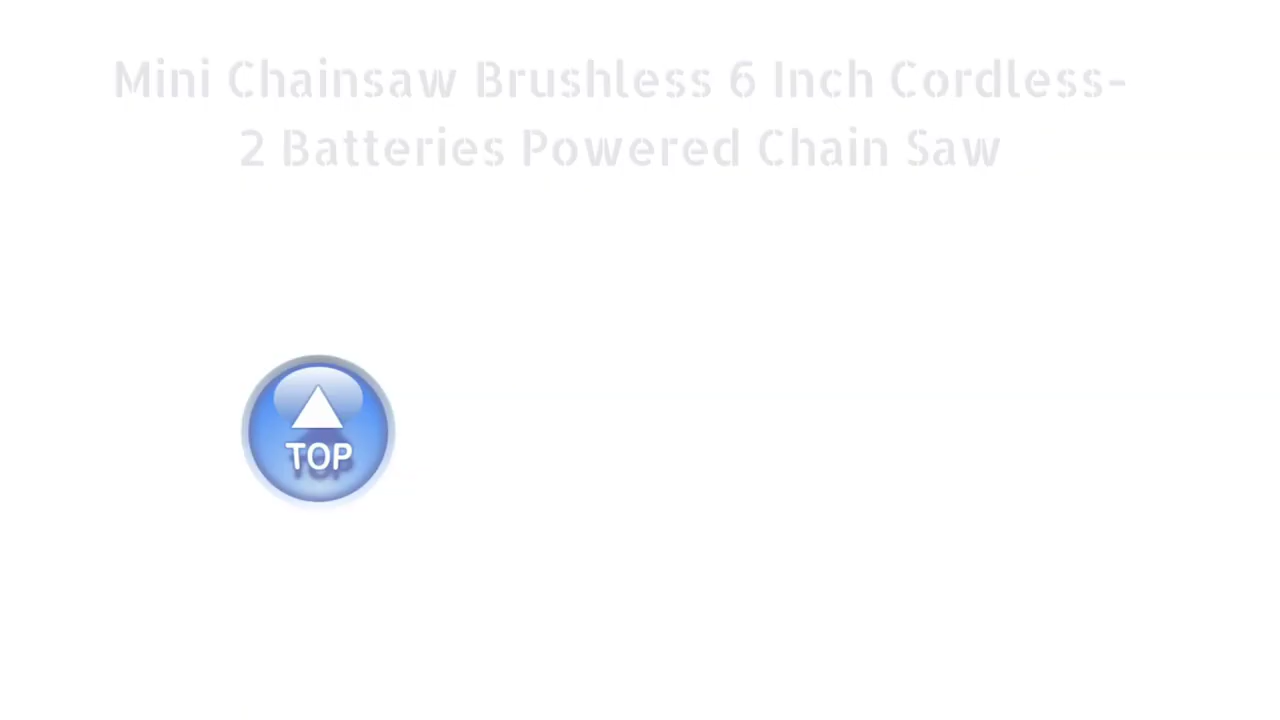 Mini Chainsaw Brushless 6 Inch Cordless-
2 Batteries Powered Chain Saw
TOP